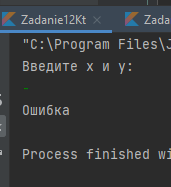 Zadanie12Kt
Zada
"C:\Program Files\J
Введите x и y:
-
Ошибка
Process finished wi